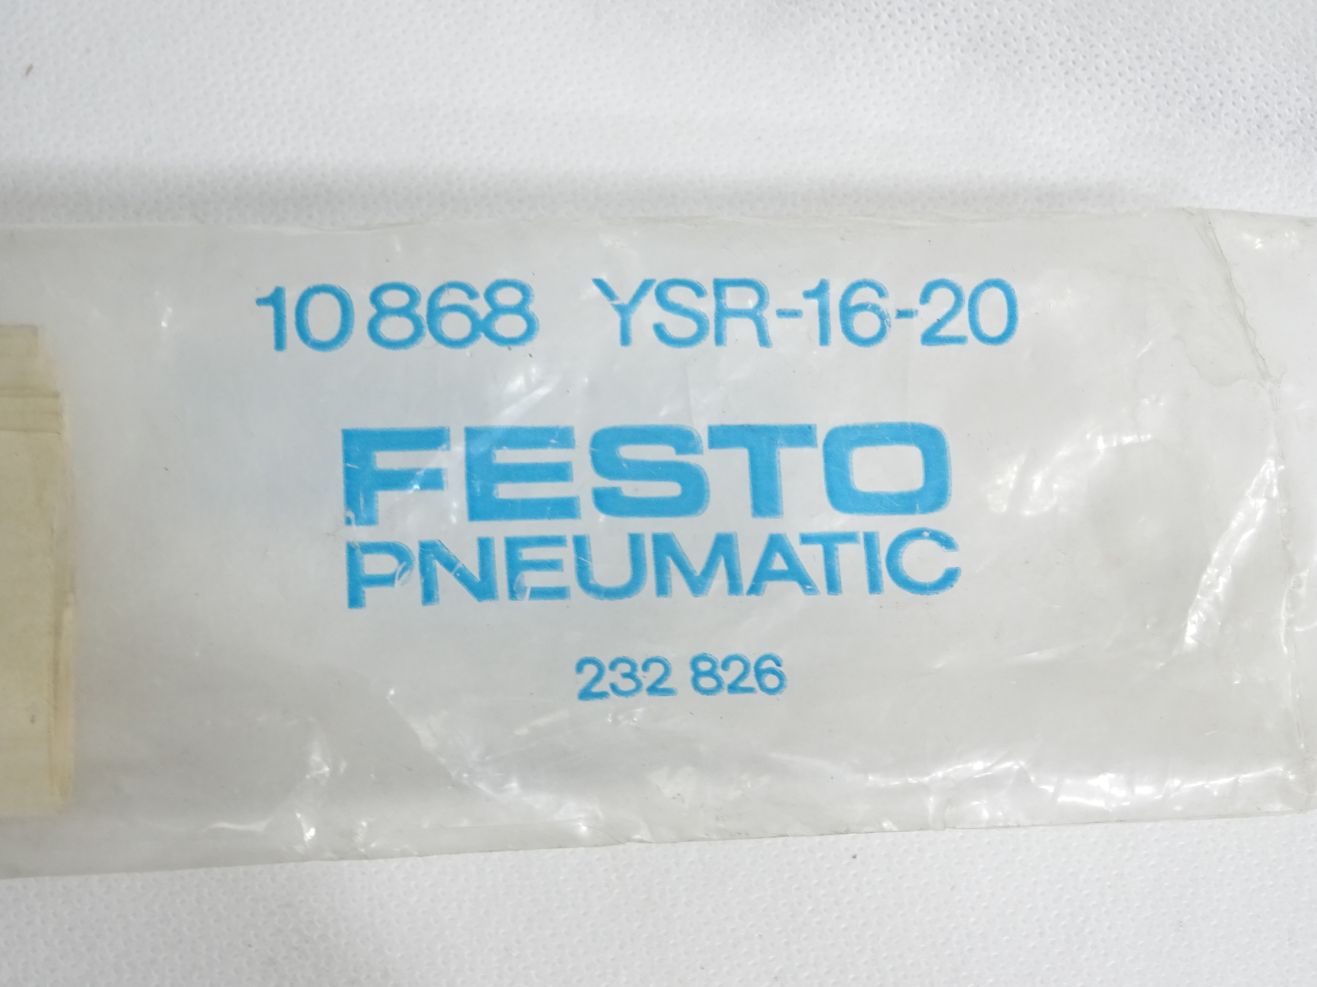 10868 YSR-16-20
FESTO
PNEUMATIC
232 826